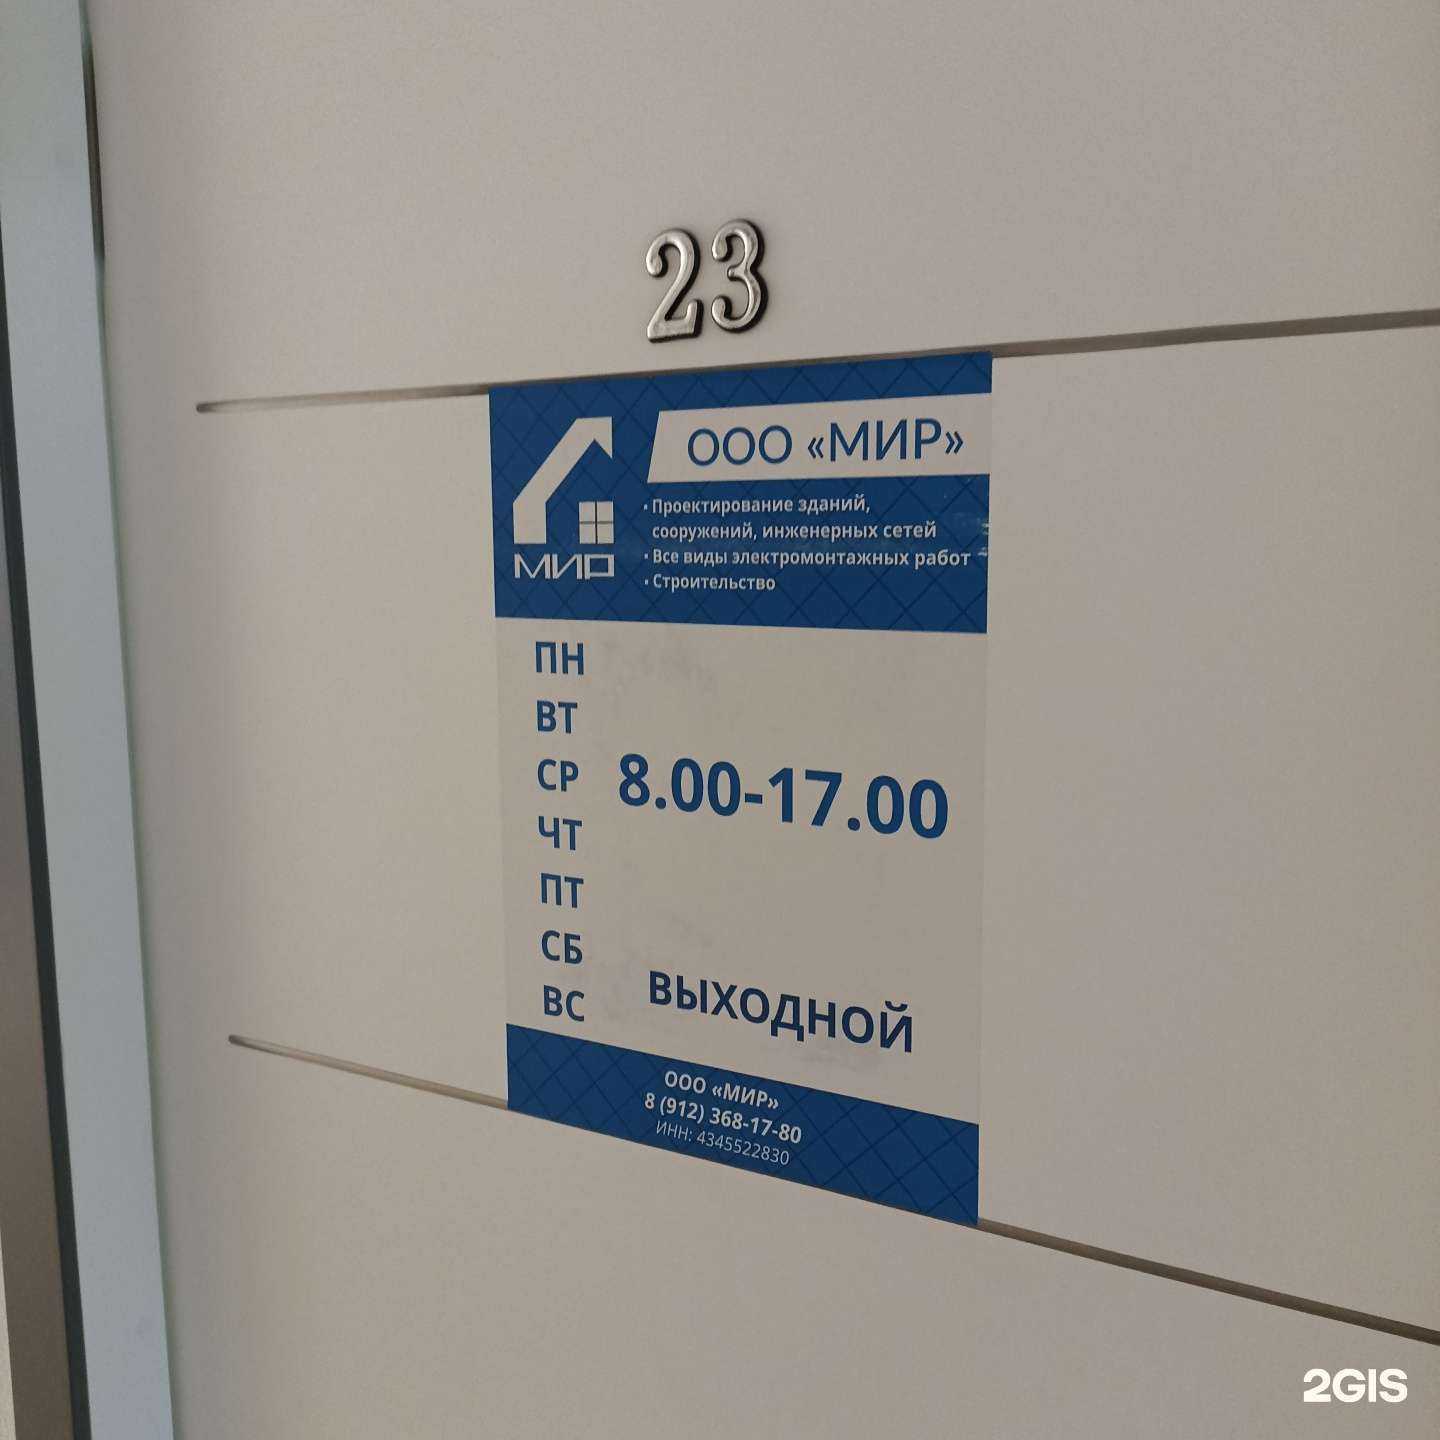 23
ООО «МИР»
МИР
• Проектирование зданий,
сооружений, инженерных сетей
• Все виды электромонтажных работ
• Строительство
ПН
ВТ
СР
8.00-17.00
ЧТ
ПТ
СБ
ВС
ВЫХОДНОЙ
ООО «МИР»
8 (912) 368-17-80
ИНН: 4345522830
2GIS